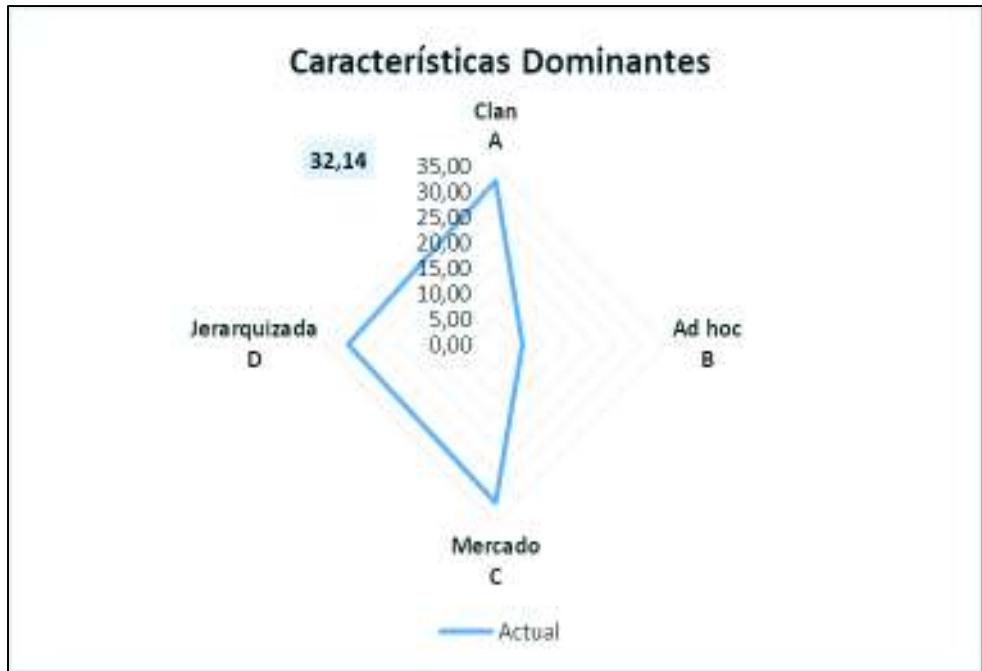 Características Dominantes
Clan
A
32,14
35,00
30,00
25,00
20,00
15,00
10,00
5,00
0,00
Jerarquizada
D
Ad hoc
B
Mercado
C
Actual